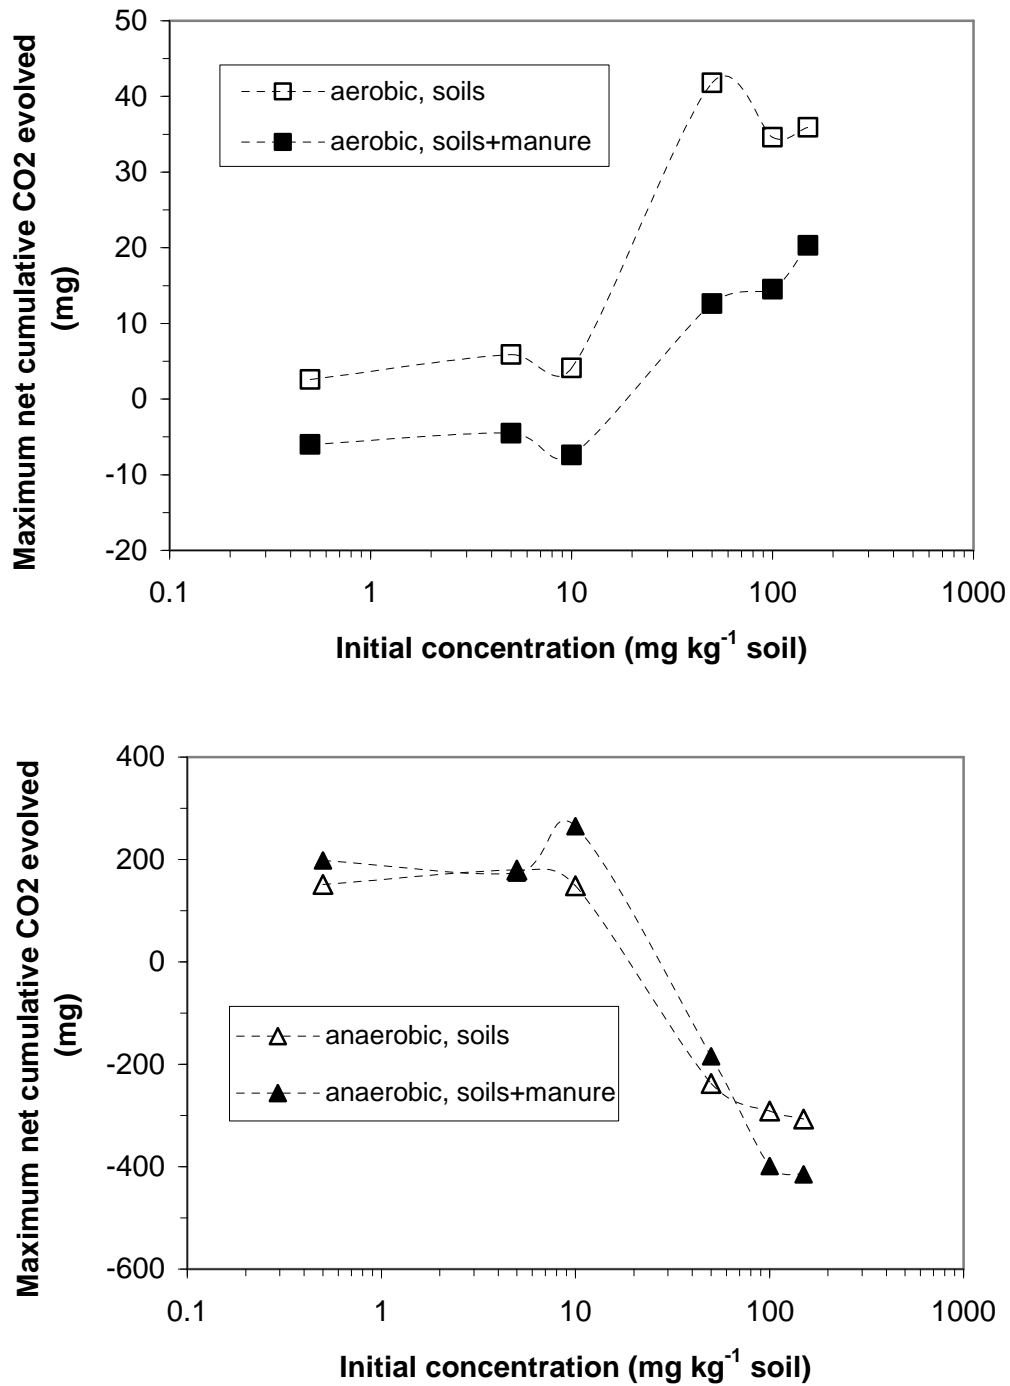 Maximum net cumulative CO2 evolved
(mg)
50
40
30
20
10
0
-10
-20
aerobic, soils
aerobic, soils+manure
0.1 1 10 100 1000
Initial concentration (mg kg-1 soil)
Maximum net cumulative CO2 evolved
(mg)
400
200
0
-200
-400
-600
anaerobic, soils
anaerobic, soils+manure
0.1 1 10 100 1000
Initial concentration (mg kg-1 soil)